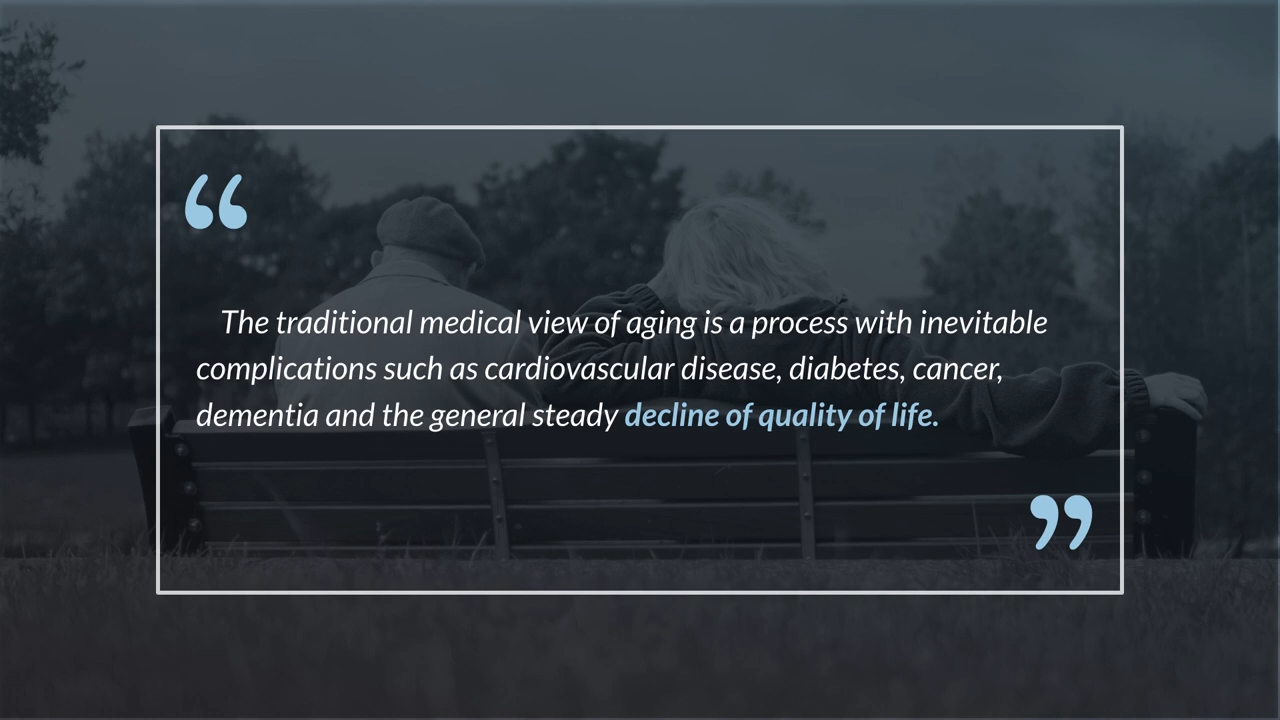 “
The traditional medical view of aging is a process with inevitable
complications such as cardiovascular disease, diabetes, cancer,
dementia and the general steady decline of quality of life.
”